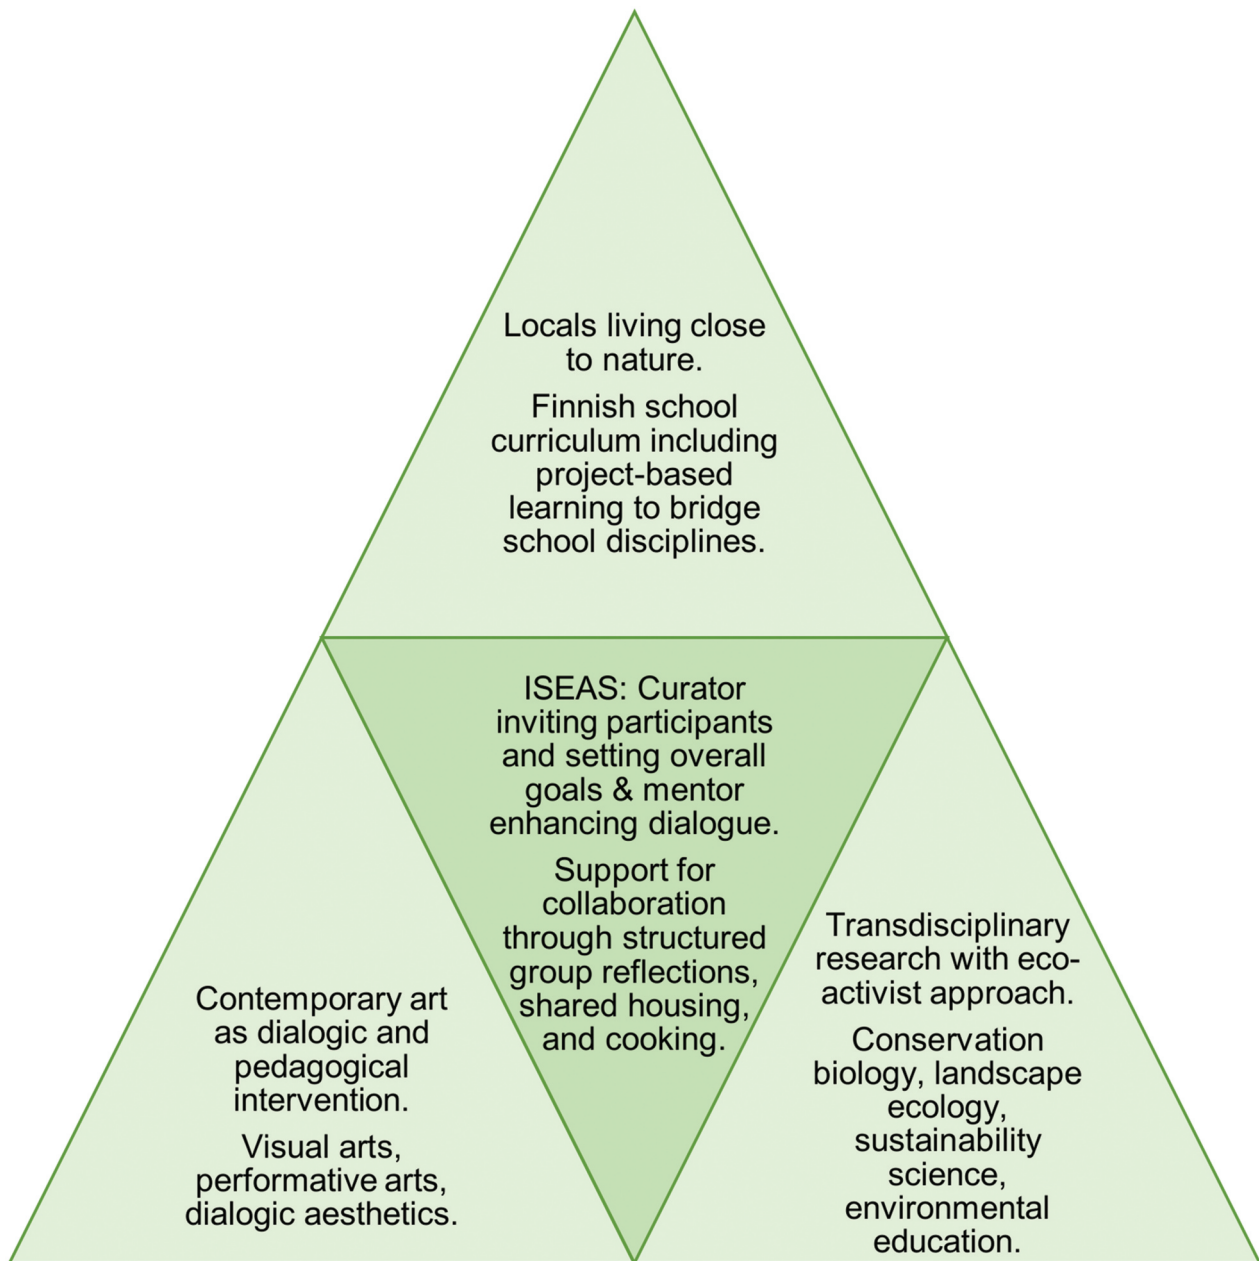 Locals living close
to nature.
Finnish school
curriculum including
project-based
learning to bridge
school disciplines.
ISEAS: Curator
inviting participants
and setting overall
goals & mentor
enhancing dialogue.
Support for
collaboration
through structured
group reflections,
shared housing,
and cooking.
Contemporary art
as dialogic and
pedagogical
intervention.
Visual arts,
performative arts,
dialogic aesthetics.
Transdisciplinary
research with eco-
activist approach.
Conservation
biology, landscape
ecology,
sustainability
science,
environmental
education.